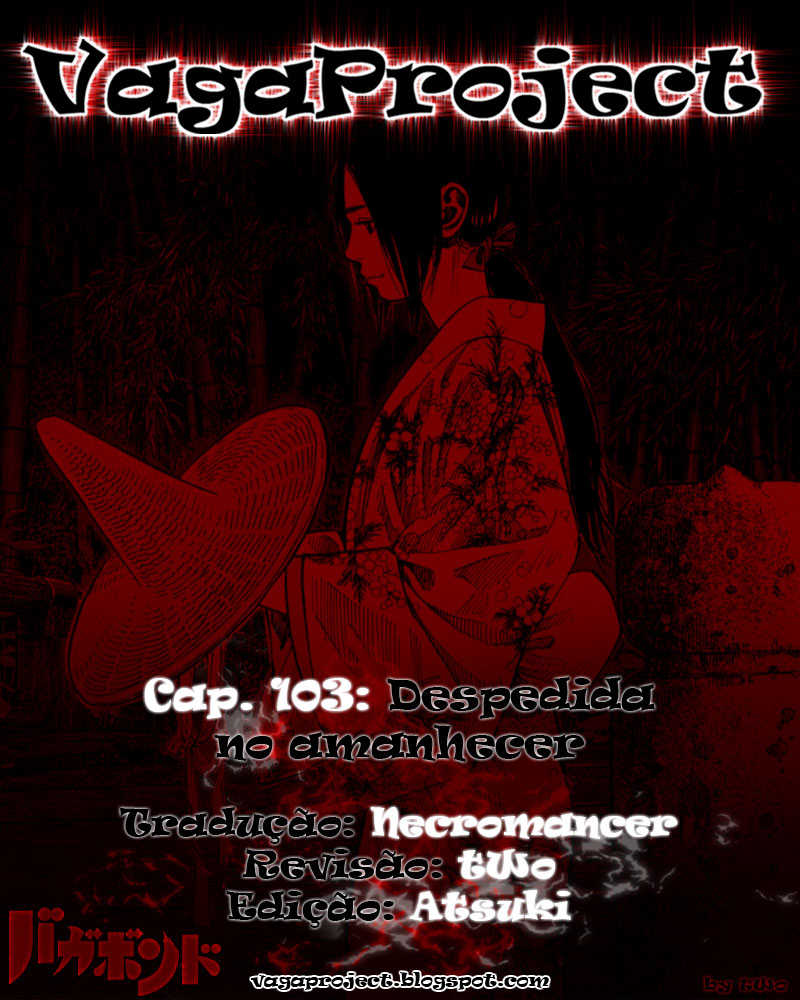 VagaProject
Cap. 103: Despedida
no amanhecer
Tradução: Necromancer
Revisão: tWo
Edição: Atsuki
バガボンド
vagaproject.blogspot.com
by tWo